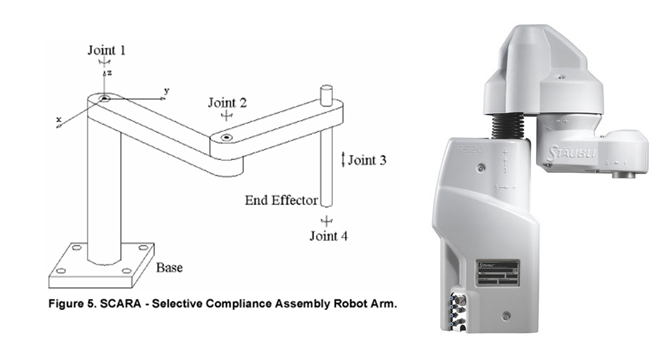 Joint 1
z
y
x
Joint 2
Joint 3
End Effector
Joint 4
Base
Figure 5. SCARA - Selective Compliance Assembly Robot Arm.
STÄUBLI